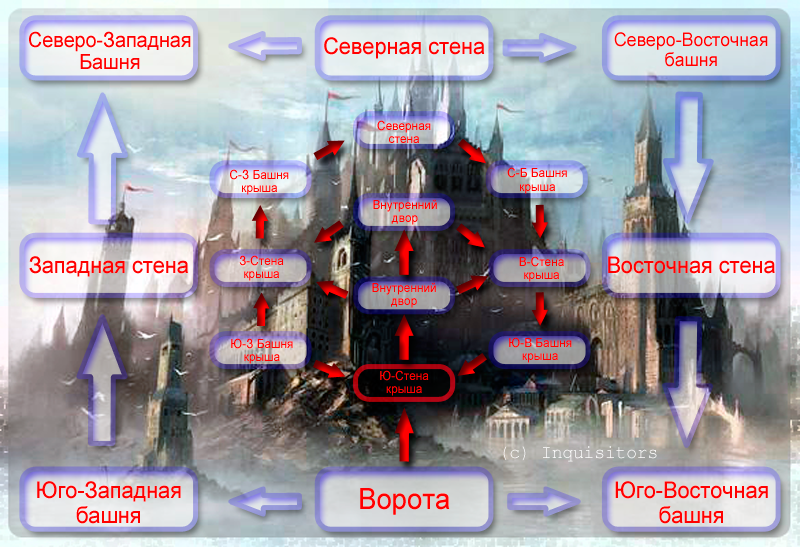 Северо-Западная
Башня
Северная стена
Северо-Восточная
башня
Северная
стена
С-З Башня
крыша
С-Б Башня
крыша
Внутренний
двор
Западная стена
З-Стена
крыша
В-Стена
крыша
Восточная стена
Внутренний
двор
Ю-З Башня
крыша
Ю-В Башня
крыша
Ю-Стена
крыша
(c) Inquisitors
Юго-Западная
башня
Ворота
Юго-Восточная
башня